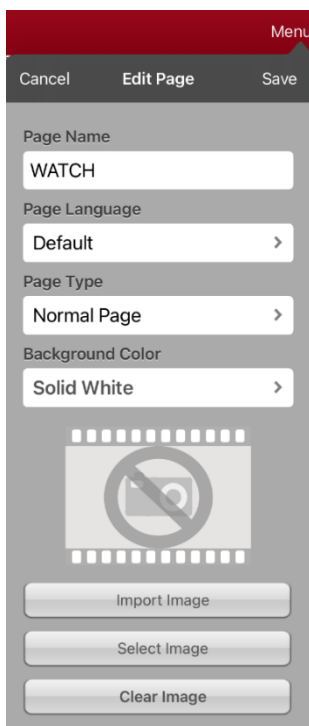 Menu
Cancel Edit Page Save
Page Name
WATCH
Page Language
Default
Page Type
Normal Page
Background Color
Solid White
Import Image
Select Image
Clear Image